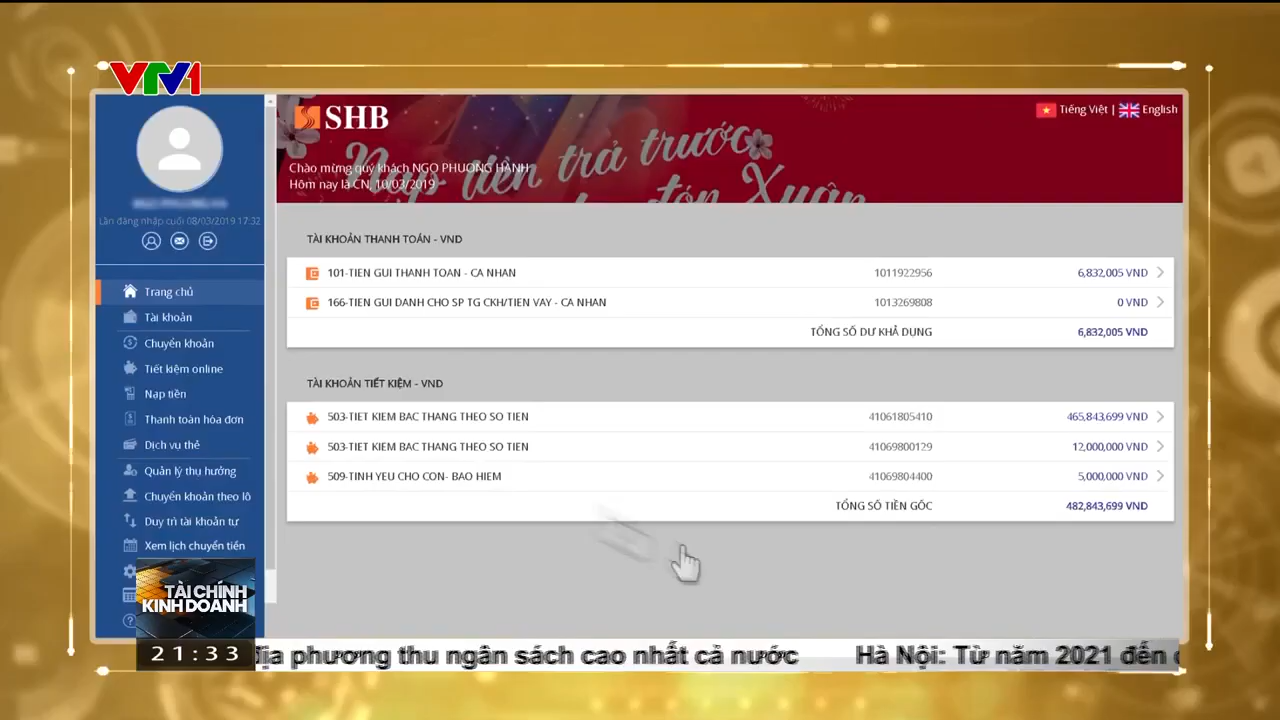 VTV1
SHB
Tiếng Việt | English
Nạp tiền trả trước
đón Xuân
Chào mừng quý khách NGO PHUONG HANH
Hôm nay là CN, 10/03/2019
Lần đăng nhập cuối 08/03/2019 17:32
Trang chủ
Tài khoản
Chuyển khoản
Tiết kiệm online
Nạp tiền
Thanh toán hóa đơn
Dịch vụ thẻ
Quản lý thụ hưởng
Chuyển khoản theo lô
Duy trì tài khoản tự
Xem lịch chuyển tiền
TÀI KHOẢN THANH TOÁN - VND
101-TIEN GUI THANH TOAN - CA NHAN 1011922956 6,832,005 VND
166-TIEN GUI DANH CHO SP TG CKH/TIEN VAY - CA NHAN 1013269808 0 VND
TỔNG SỐ DƯ KHẢ DỤNG 6,832,005 VND
TÀI KHOẢN TIẾT KIỆM - VND
503-TIET KIEM BAC THANG THEO SO TIEN 41061805410 465,843,699 VND
503-TIET KIEM BAC THANG THEO SO TIEN 41069800129 12,000,000 VND
509-TINH YEU CHO CON- BAO HIEM 41069804400 5,000,000 VND
TỔNG SỐ TIỀN GỐC 482,843,699 VND
TÀI CHÍNH
KINH DOANH
21:33
địa phương thu ngân sách cao nhất cả nước Hà Nội: Từ năm 2021 đến